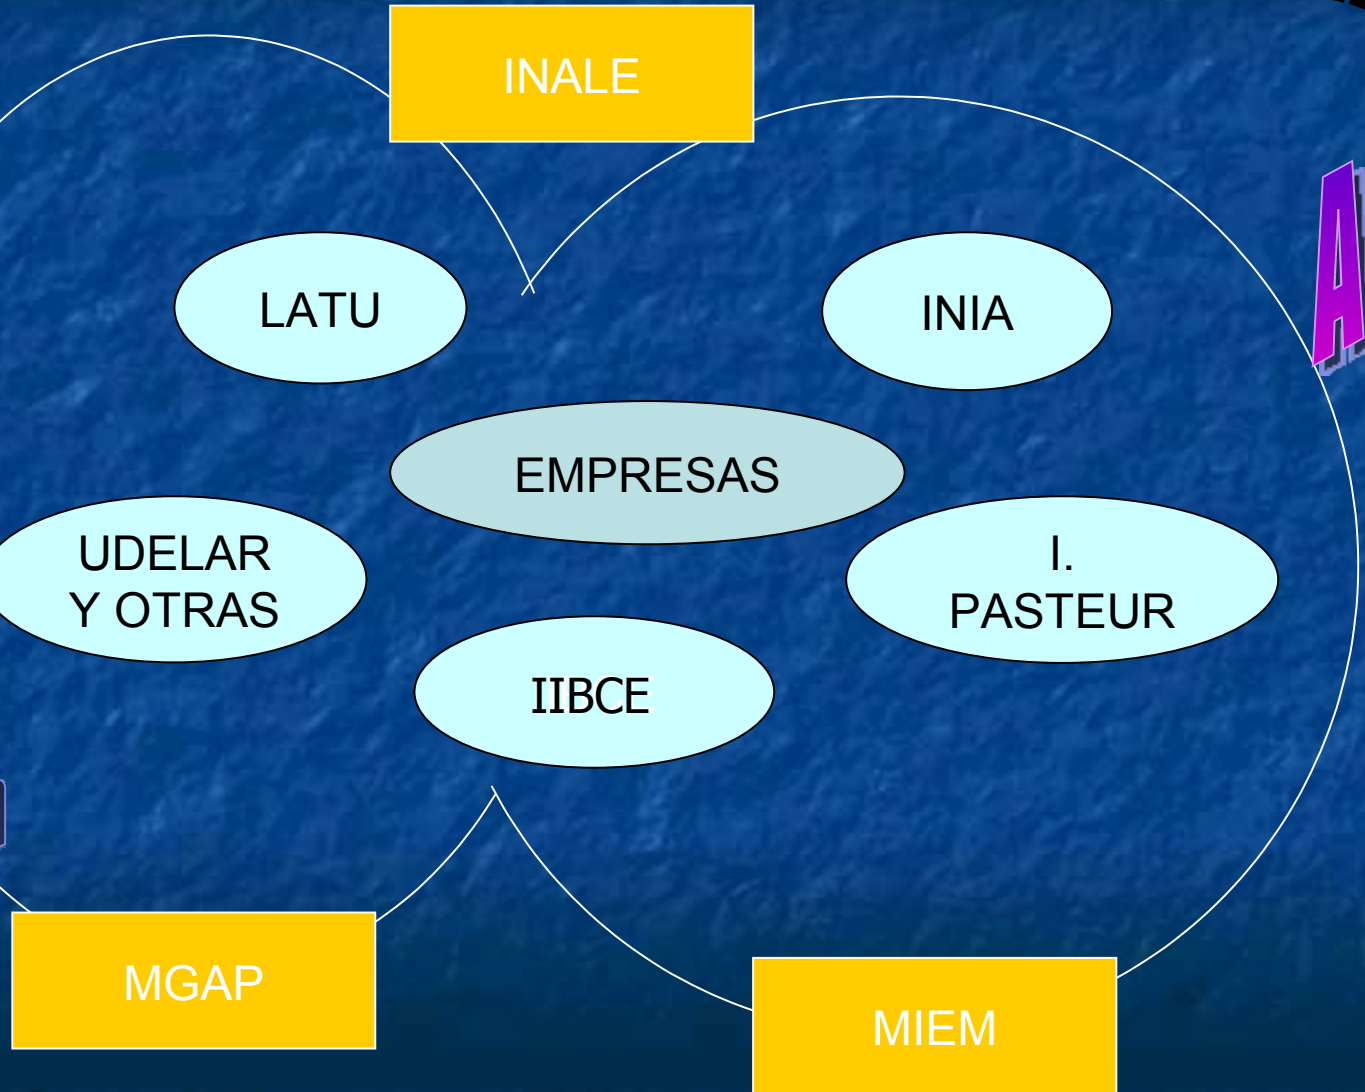 INALE
A
LATU
INIA
EMPRESAS
UDELAR
Y OTRAS
I.
PASTEUR
IIBCE
MGAP
MIEM